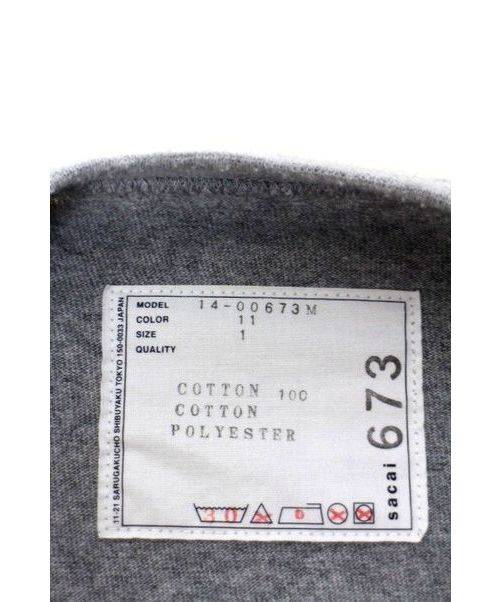 MODEL 14-00673M
COLOR 11
SIZE 1
QUALITY
COTTON 100
COTTON
POLYESTER
30
sacai 673
11-21 SARUGAKUCHO SHIBUYAKU TOKYO 150-0033 JAPAN